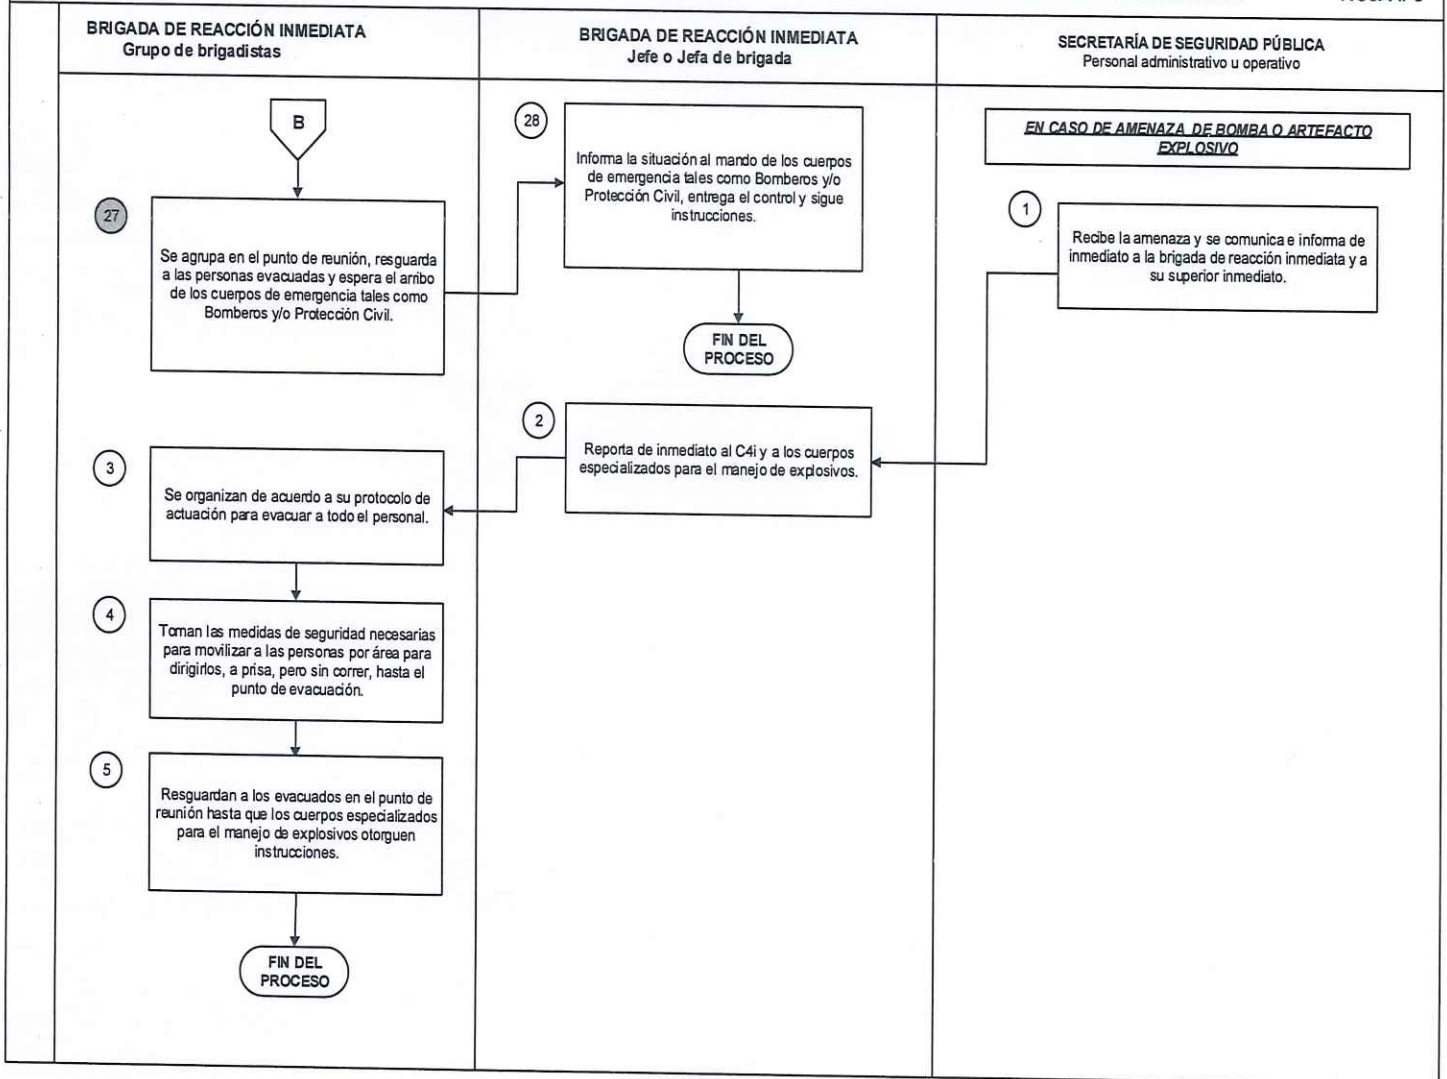 BRIGADA DE REACCIÓN INMEDIATA
Grupo de brigadistas
BRIGADA DE REACCIÓN INMEDIATA
Jefe o Jefa de brigada
SECRETARÍA DE SEGURIDAD PÚBLICA
Personal administrativo u operativo
B
27
Se agrupa en el punto de reunión, resguarda
a las personas evacuadas y espera el arribo
de los cuerpos de emergencia tales como
Bomberos y/o Protección Civil.
28
Informa la situación al mando de los cuerpos
de emergencia tales como Bomberos y/o
Protección Civil, entrega el control y sigue
instrucciones.
FIN DEL
PROCESO
EN CASO DE AMENAZA DE BOMBA O ARTEFACTO
EXPLOSIVO
1
Recibe la amenaza y se comunica e informa de
inmediato a la brigada de reacción inmediata y a
su superior inmediato.
2
Reporta de inmediato al C4i y a los cuerpos
especializados para el manejo de explosivos.
3
Se organizan de acuerdo a su protocolo de
actuación para evacuar a todo el personal.
4
Toman las medidas de seguridad necesarias
para movilizar a las personas por área para
dirigirlos, a prisa, pero sin correr, hasta el
punto de evacuación.
5
Resguardan a los evacuados en el punto de
reunión hasta que los cuerpos especializados
para el manejo de explosivos otorguen
instrucciones.
FIN DEL
PROCESO